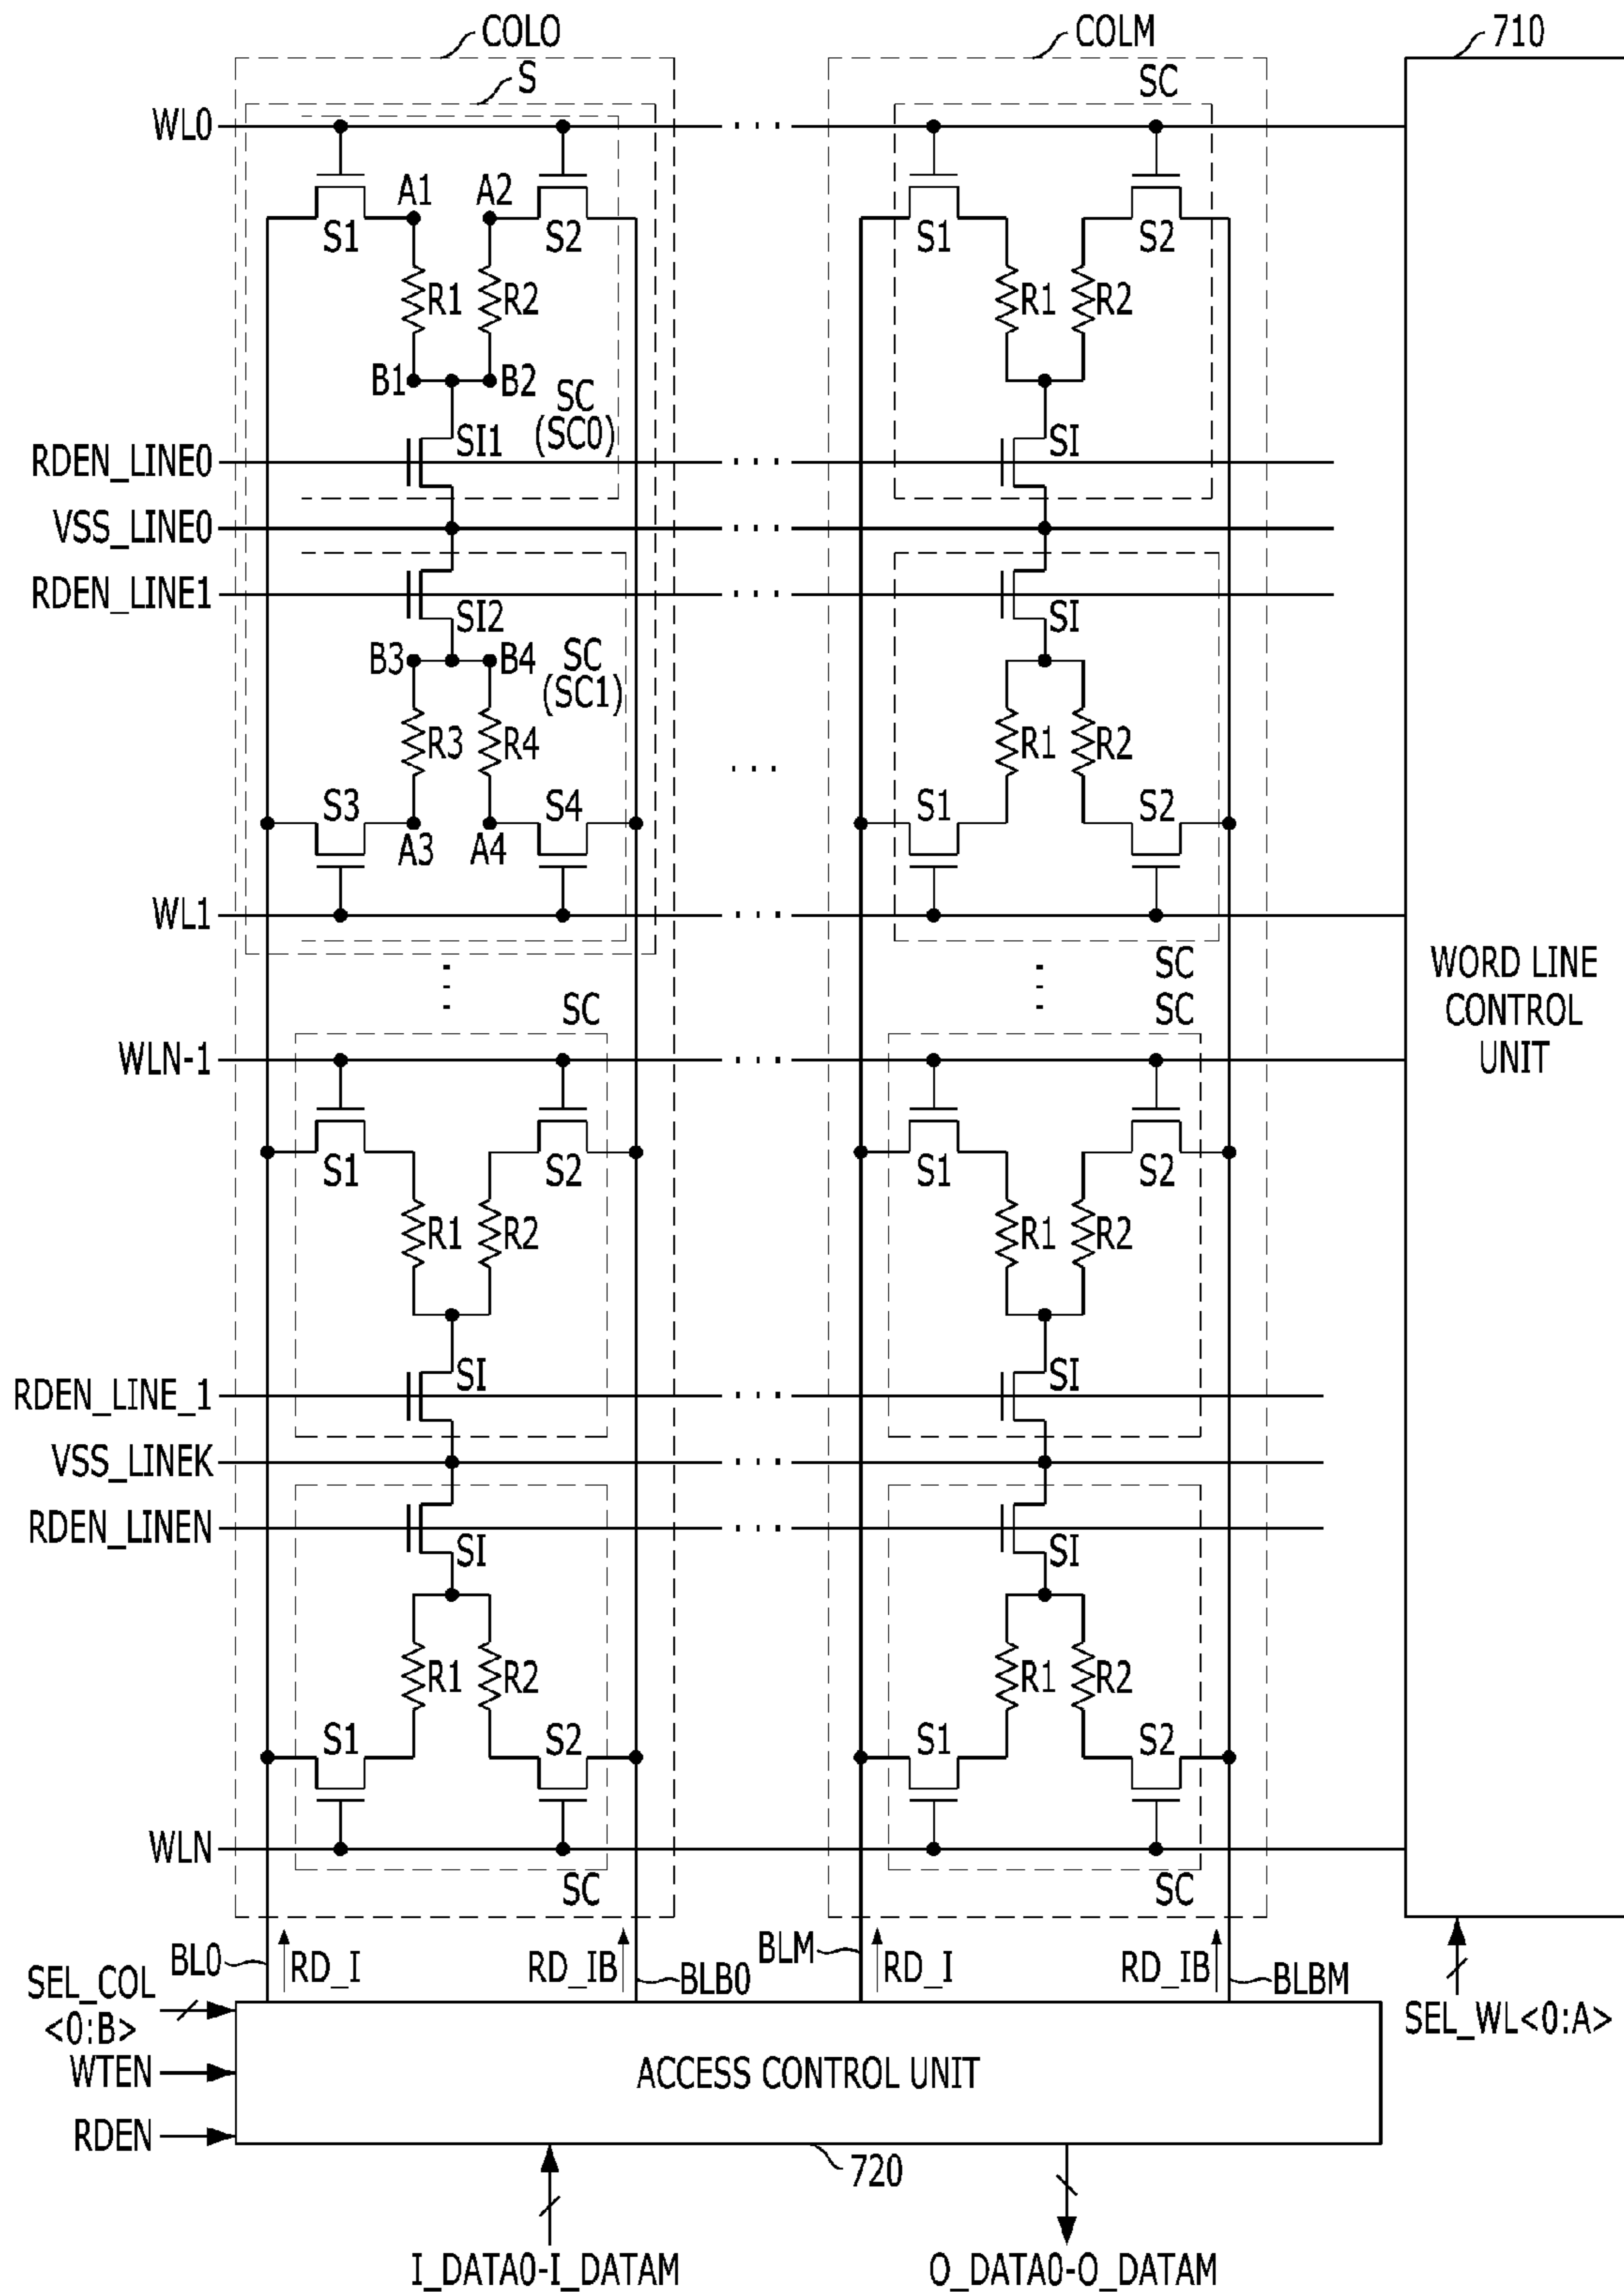 COLO
COLM
710
S
SC
WL0
A1
A2
S1
S2
S1
S2
R1
R2
R1
R2
B1
B2
SC
(SC0)
SI1
SI
RDEN_LINE0
VSS_LINE0
RDEN_LINE1
SI2
SI
B3
B4
SC
(SC1)
R3
R4
R1
R2
S3
S4
S1
S2
A3
A4
WL1
SC
WORD LINE
CONTROL
UNIT
SC
SC
WLN-1
S1
S2
S1
S2
R1
R2
R1
R2
SI
SI
RDEN_LINE_1
VSS_LINEK
RDEN_LINEN
SI
SI
R1
R2
R1
R2
S1
S2
S1
S2
WLN
SC
SC
BL0
RD_I
RD_IB
BLB0
BLM
RD_I
RD_IB
BLBM
SEL_COL
<0:B>
SEL_WL<0:A>
WTEN
ACCESS CONTROL UNIT
RDEN
720
I_DATA0-I_DATAM
O_DATA0-O_DATAM